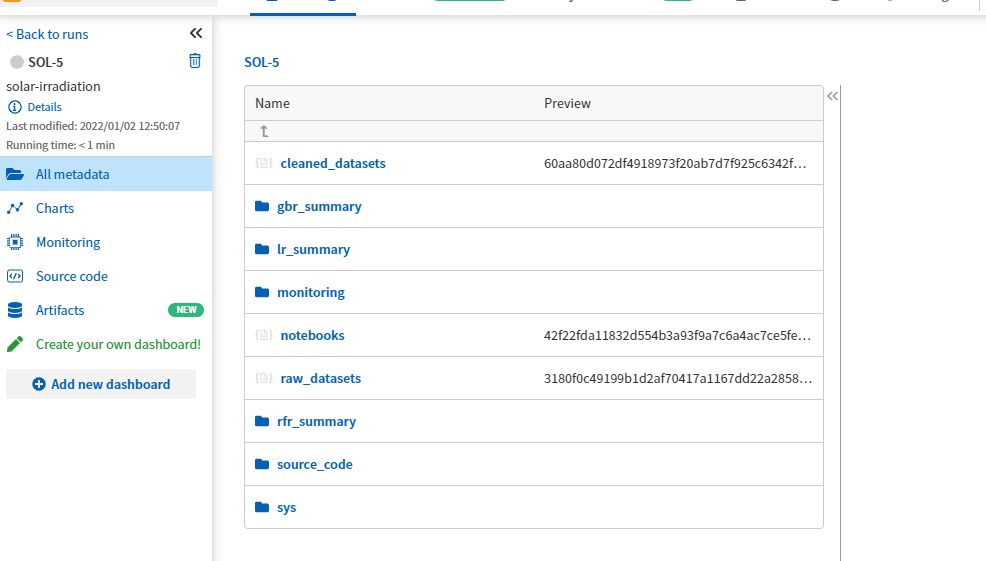 < Back to runs
SOL-5
solar-irradiation
Details
Last modified: 2022/01/02 12:50:07
Running time: < 1 min
All metadata
Charts
Monitoring
Source code
Artifacts NEW
Create your own dashboard!
Add new dashboard
SOL-5
Name Preview
cleaned_datasets 60aa80d072df4918973f20ab7d7f925c6342f...
gbr_summary
lr_summary
monitoring
notebooks 42f22fda11832d554b3a93f9a7c6a4ac7ce5fe...
raw_datasets 3180f0c49199b1d2af70417a1167dd22a2858...
rfr_summary
source_code
sys